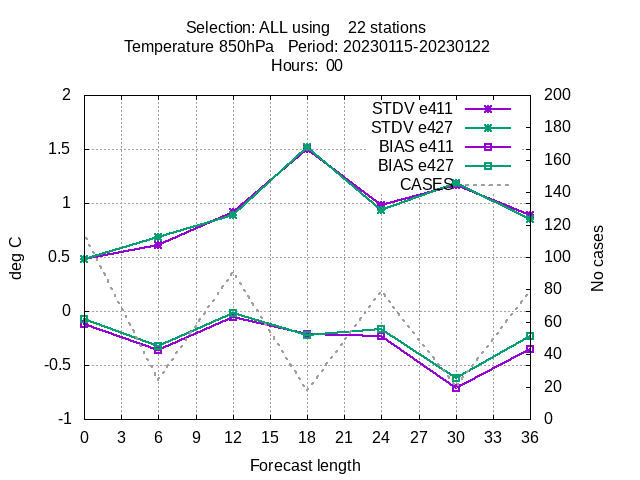 Selection: ALL using 22 stations
Temperature 850hPa Period: 20230115-20230122
Hours: 00
2
1.5
1
0.5
0
-0.5
-1
deg C
200
180
160
140
120
100
80
60
40
20
0
No cases
STDV e411
STDV e427
BIAS e411
BIAS e427
CASES
0 3 6 9 12 15 18 21 24 27 30 33 36
Forecast length